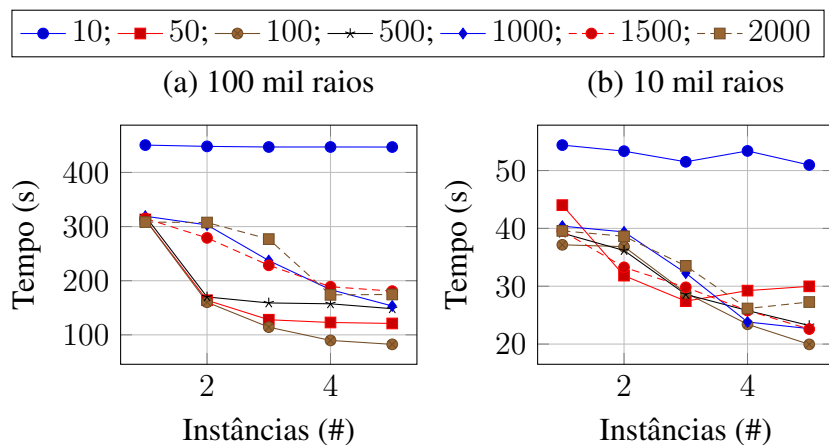 10; 50; 100; 500; 1000; 1500; 2000
(a) 100 mil raios
(b) 10 mil raios
Tempo (s)
400
300
200
100
2 4
Instâncias (#)
Tempo (s)
50
40
30
20
2 4
Instâncias (#)